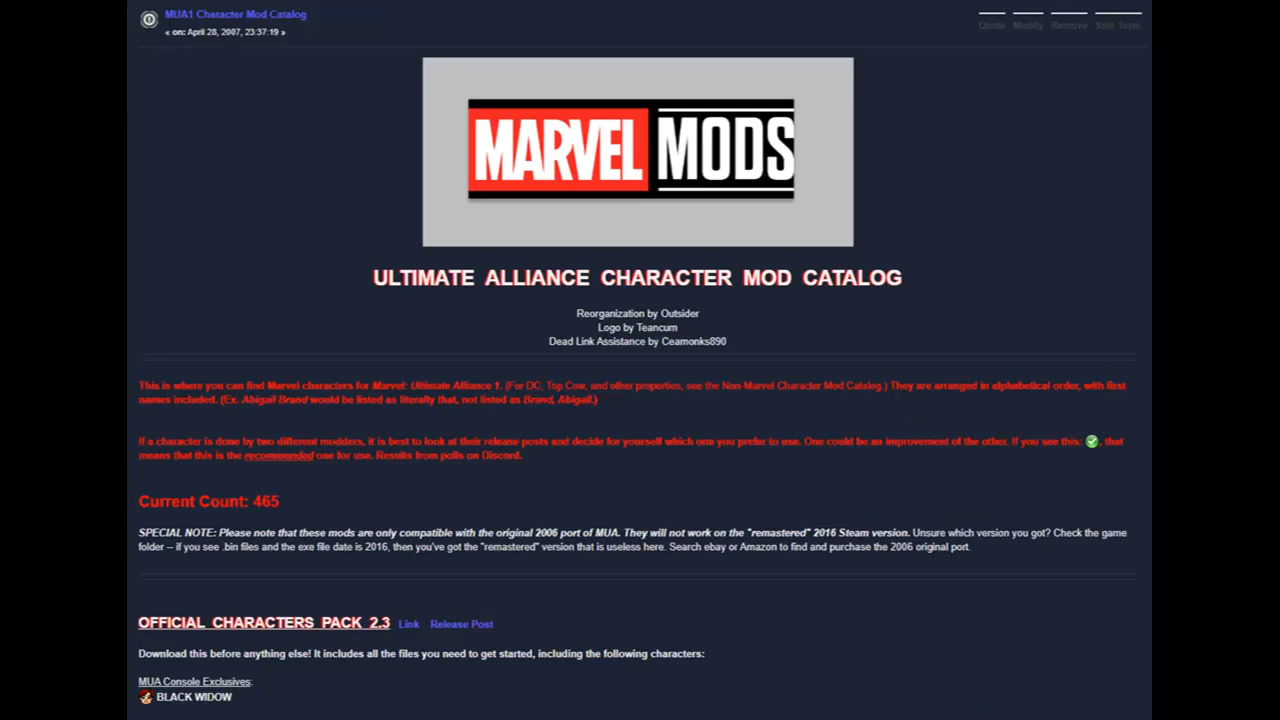 MUA1 Character Mod Catalog
« on: April 28, 2007, 23:37:19 »
Quote Modify Remove Split Topic
MARVEL MODS
ULTIMATE ALLIANCE CHARACTER MOD CATALOG
Reorganization by Outsider
Logo by Teancum
Dead Link Assistance by Ceamonks890
This is where you can find Marvel characters for Marvel: Ultimate Alliance 1. (For DC, Top Cow, and other properties, see the Non-Marvel Character Mod Catalog.) They are arranged in alphabetical order, with first
names included. (Ex. Abigail Brand would be listed as literally that, not listed as Brand, Abigail.)
If a character is done by two different modders, it is best to look at their release posts and decide for yourself which one you prefer to use. One could be an improvement of the other. If you see this: , that
means that this is the recommended one for use. Results from polls on Discord.
Current Count: 465
SPECIAL NOTE: Please note that these mods are only compatible with the original 2006 port of MUA. They will not work on the "remastered" 2016 Steam version. Unsure which version you got? Check the game
folder – if you see .bin files and the exe file date is 2016, then you've got the "remastered" version that is useless here. Search ebay or Amazon to find and purchase the 2006 original port.
OFFICIAL CHARACTERS PACK 2.3 Link Release Post
Download this before anything else! It includes all the files you need to get started, including the following characters:
MUA Console Exclusives:
BLACK WIDOW